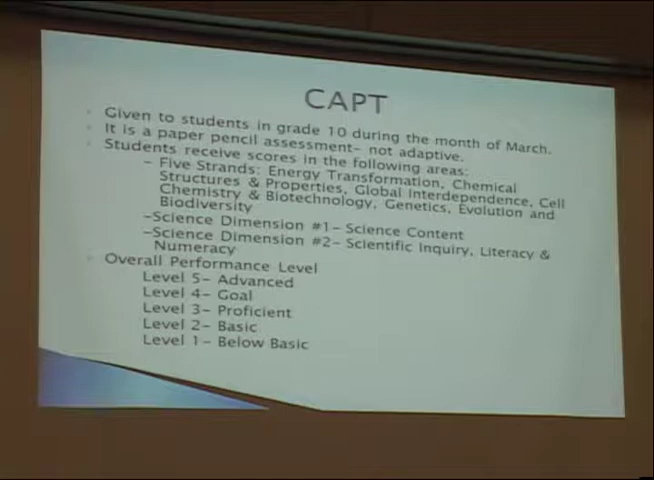 CAPT
Given to students in grade 10 during the month of March.
It is a paper pencil assessment- not adaptive.
Students receive scores in the following areas:
- Five Strands: Energy Transformation, Chemical
Structures & Properties, Global Interdependence, Cell
Chemistry & Biotechnology, Genetics, Evolution and
Biodiversity
-Science Dimension #1- Science Content
-Science Dimension #2- Scientific Inquiry, Literacy &
Numeracy
Overall Performance Level
Level 5- Advanced
Level 4- Goal
Level 3- Proficient
Level 2- Basic
Level 1- Below Basic